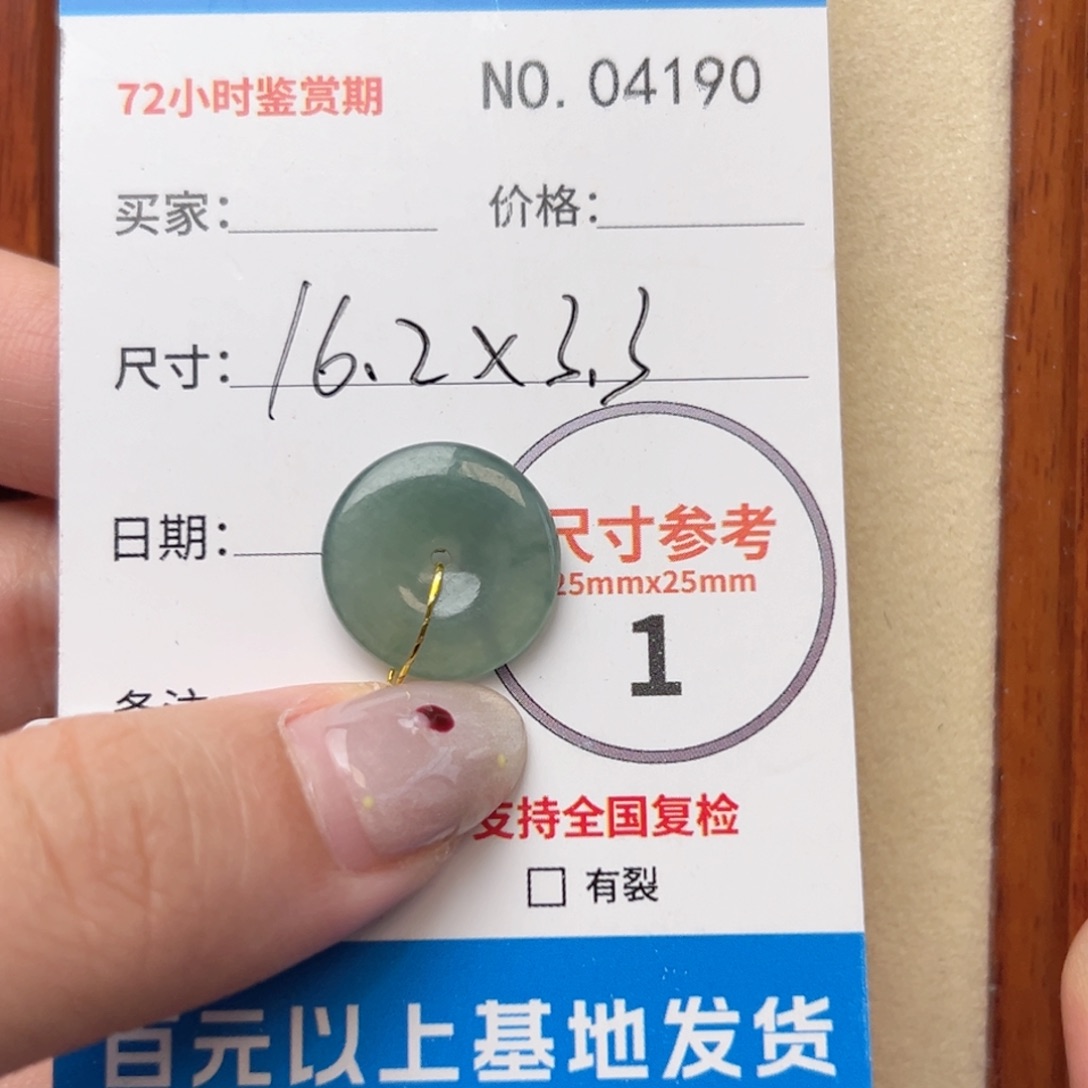 72小时鉴赏期 NO. 04190
买家: 价格:
尺寸: 16.2×3.3
日期:
尺寸参考
25mmx25mm
1
支持全国复检
有裂
百元以上基地发货